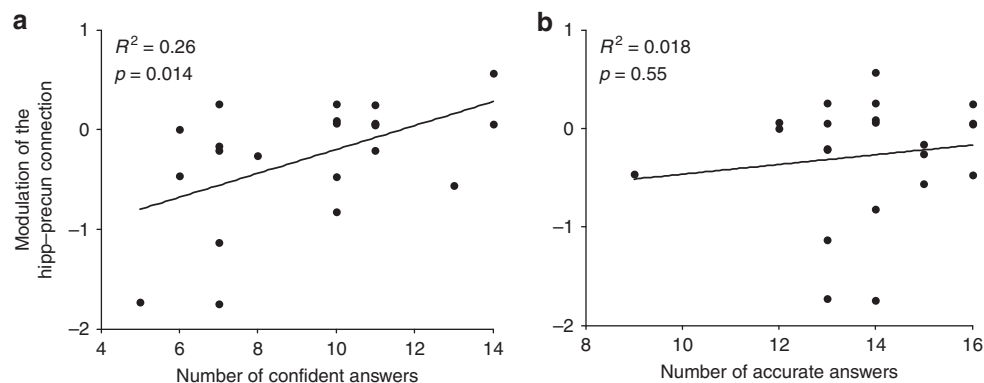 a
R² = 0.26
p = 0.014
Modulation of the
hipp–precun connection
1
0
−1
−2
4
6
8
10
12
14
Number of confident answers
b
R² = 0.018
p = 0.55
1
0
−1
−2
8
10
12
14
16
Number of accurate answers